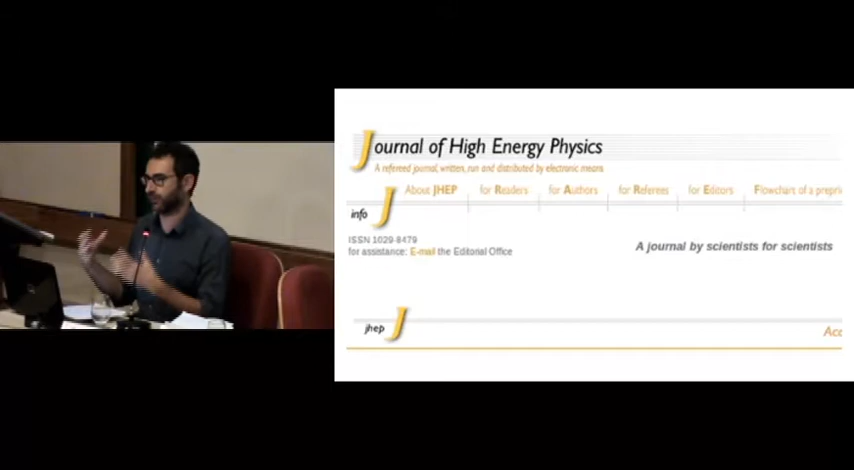 Journal of High Energy Physics
A refereed journal, written, run and distributed by electronic means
About JHEP for Readers for Authors for Referees for Editors Flowchart of a
info J
ISSN 1029-8479
for assistance: E-mail the Editorial Office
A journal by scientists for scientists
jhep J